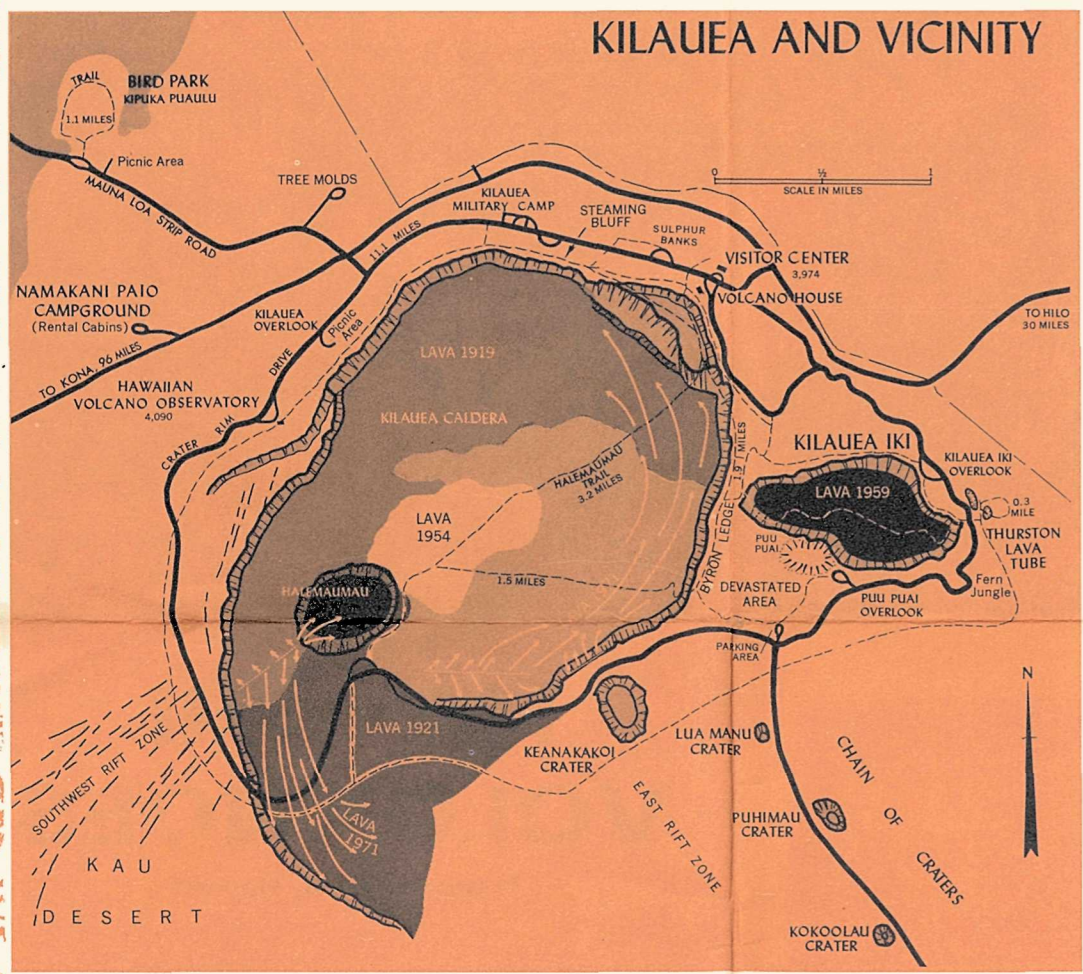 KILAUEA AND VICINITY
TRAIL
BIRD PARK
KIPUKA PUAULU
1.1 MILES
Picnic Area
MAUNA LOA STRIP ROAD
TREE MOLDS
0 ½ 1
SCALE IN MILES
KILAUEA
MILITARY CAMP
STEAMING
BLUFF
SULPHUR
BANKS
VISITOR CENTER
3,974
VOLCANO HOUSE
11.1 MILES
TO HILO
30 MILES
NAMAKANI PAIO
CAMPGROUND
(Rental Cabins)
TO KONA, 96 MILES
KILAUEA
OVERLOOK
Picnic
Area
CRATER RIM DRIVE
HAWAIIAN
VOLCANO OBSERVATORY
4,090
LAVA 1919
KILAUEA CALDERA
HALEMAUMAU
TRAIL
3.2 MILES
1.9 MILES
BYRON LEDGE
KILAUEA IKI
KILAUEA IKI
OVERLOOK
LAVA 1959
0.3
MILE
THURSTON
LAVA
TUBE
PUU
PUAI
LAVA
1954
1.5 MILES
DEVASTATED
AREA
PUU PUAI
OVERLOOK
Fern
Jungle
HALEMAUMAU
PARKING
AREA
N
LAVA 1921
KEANAKAKOI
CRATER
LUA MANU
CRATER
SOUTHWEST RIFT ZONE
LAVA
1971
EAST RIFT ZONE
PUHIMAU
CRATER
CHAIN OF CRATERS
KAU
DESERT
KOKOOLAU
CRATER